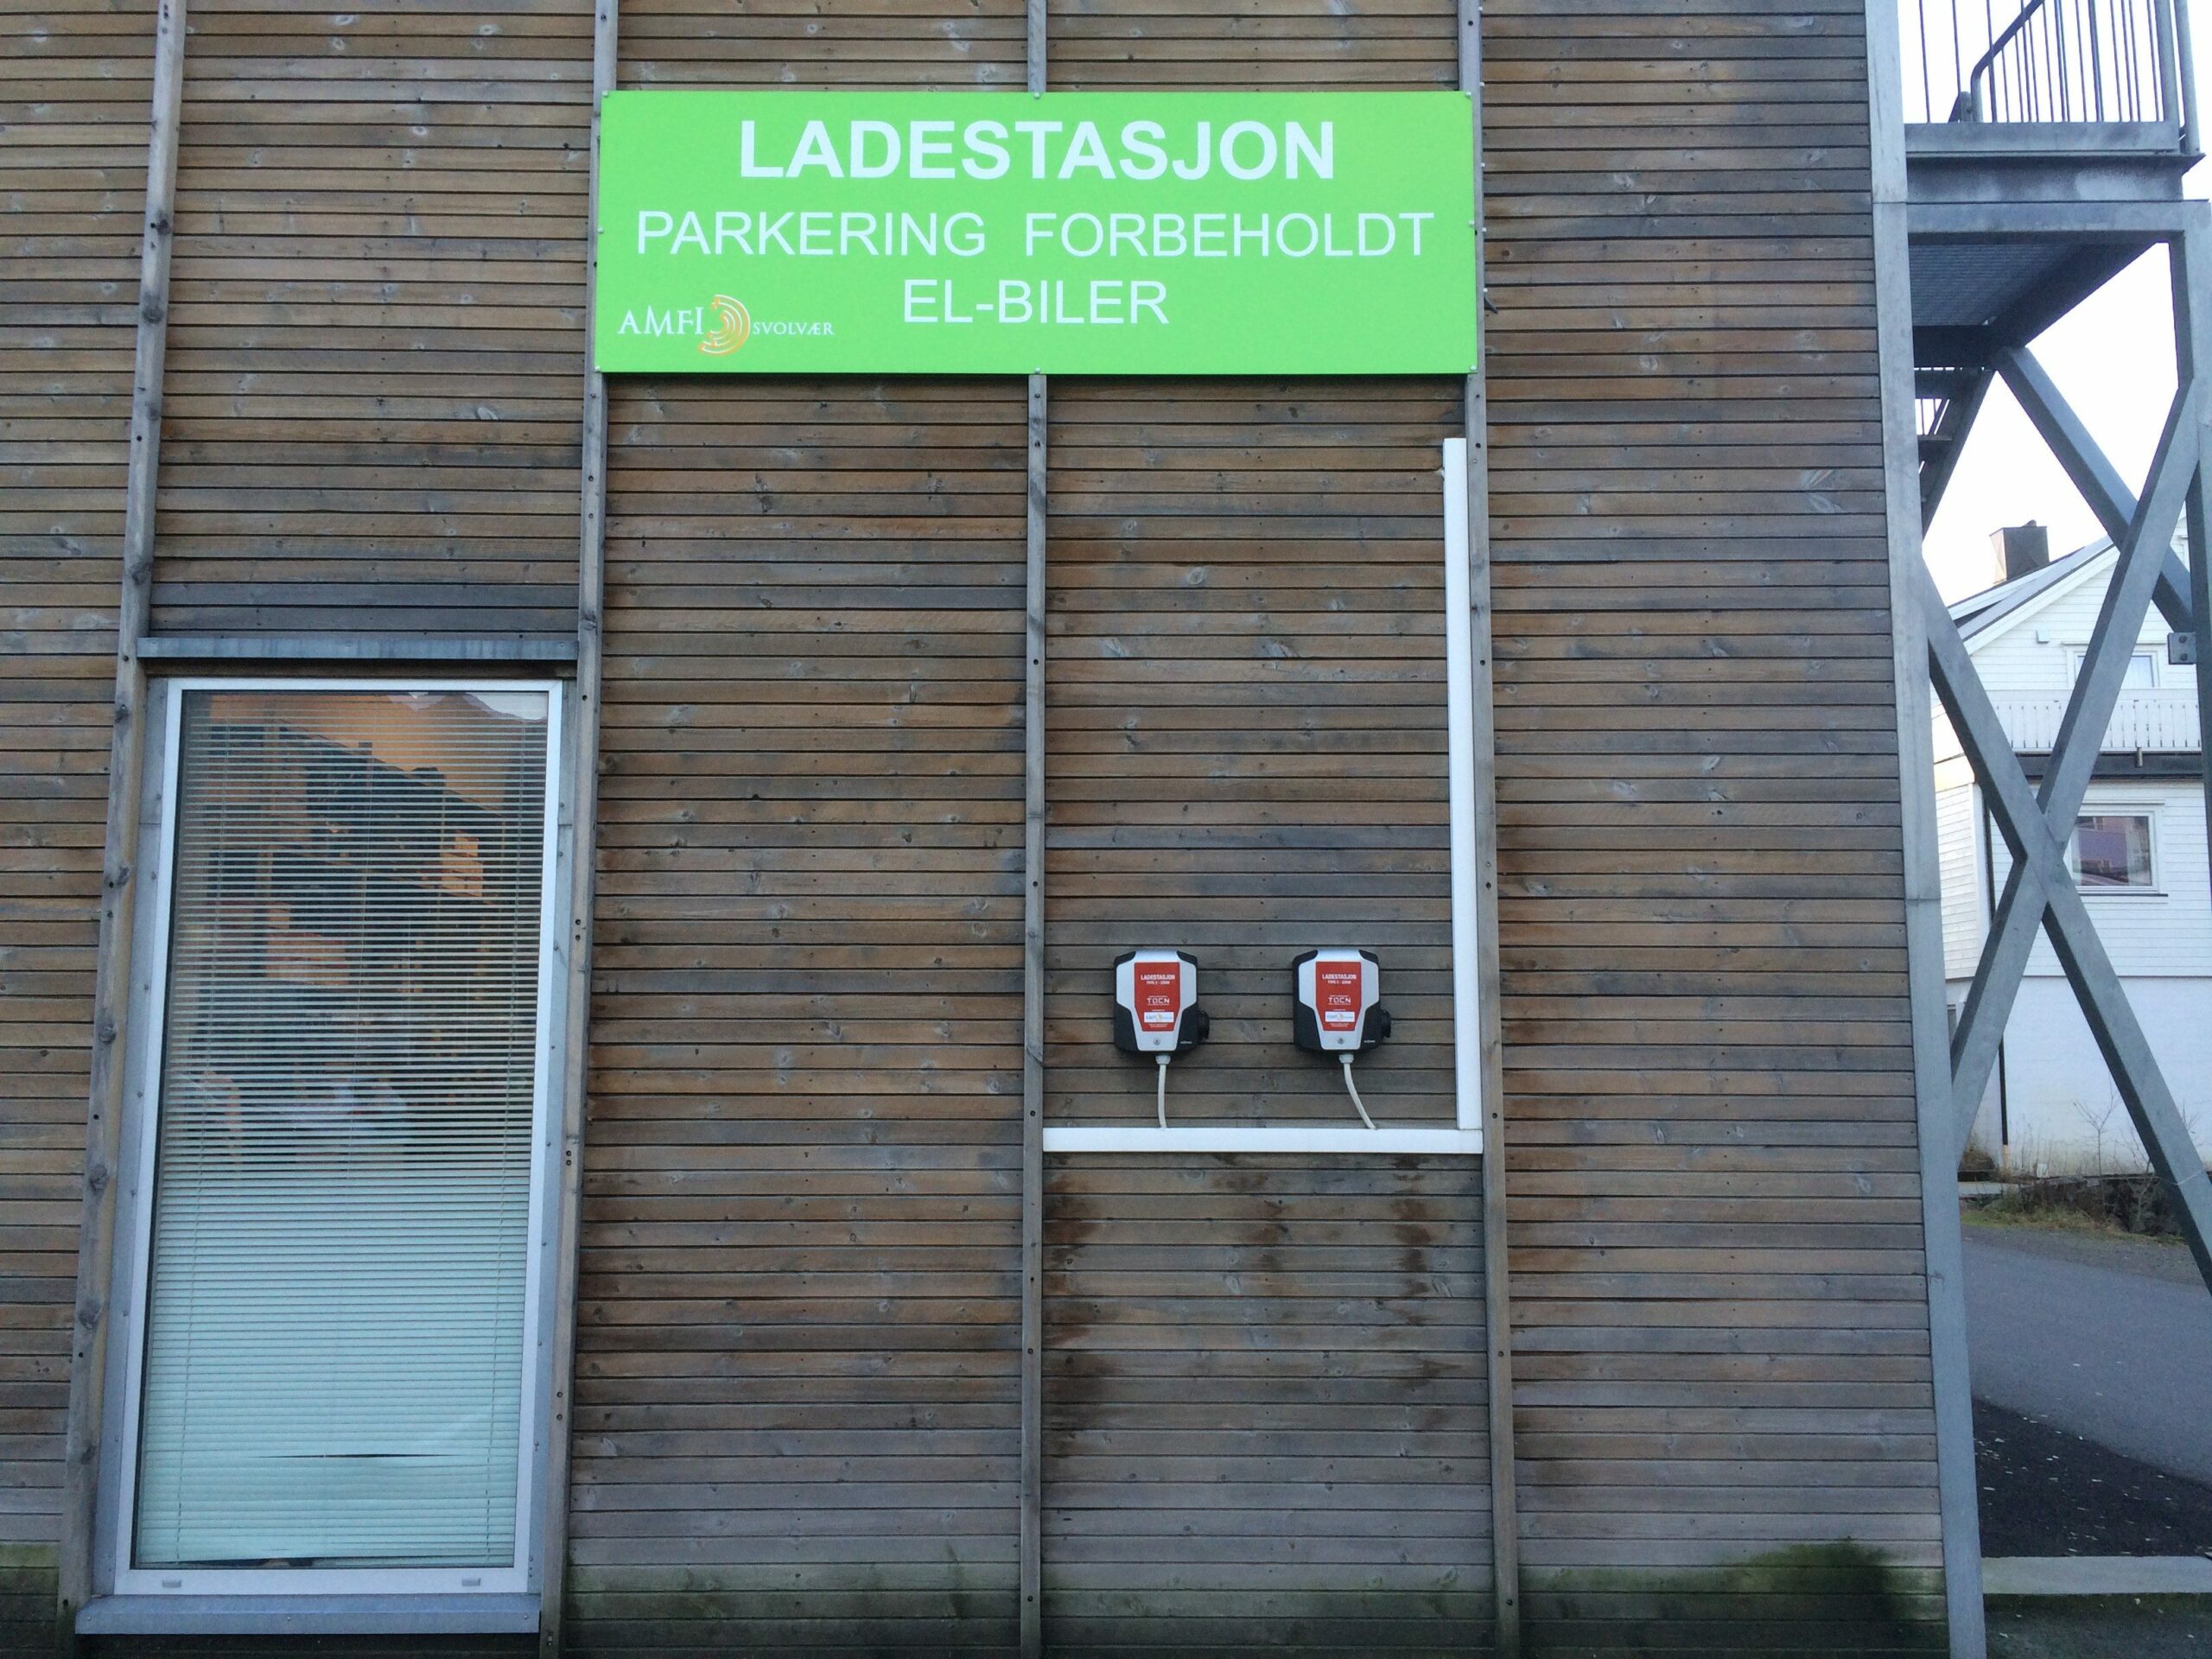 LADESTASJON
PARKERING FORBEHOLDT
EL-BILER
AMFI SVOLVÆR
LADESTASJON
LADESTASJON